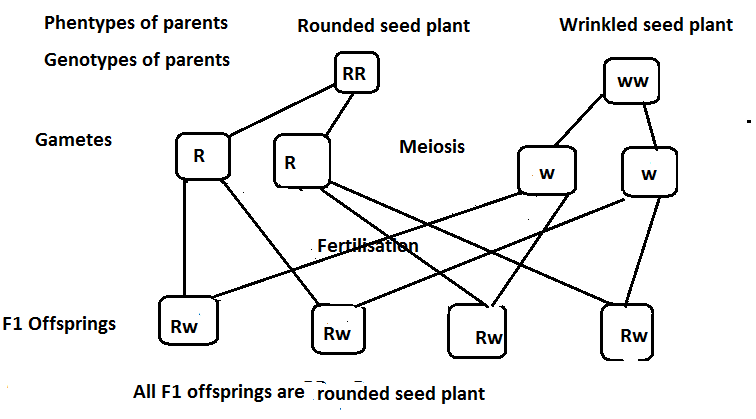 Phentypes of parents Rounded seed plant Wrinkled seed plant
Genotypes of parents RR ww
Gametes R R Meiosis w w
Fertilisation
F1 Offsprings Rw Rw Rw Rw
All F1 offsprings are rounded seed plant